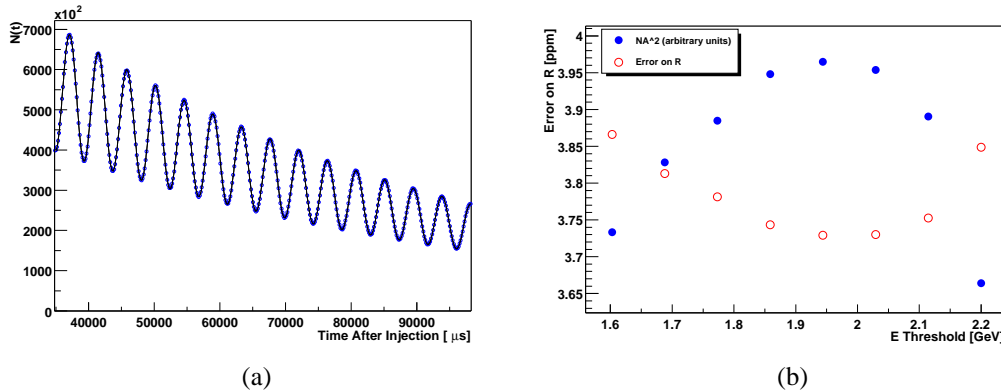 ×10²
N(t)
7000
6000
5000
4000
3000
2000
1000
0
40000 50000 60000 70000 80000 90000
Time After Injection [ μs]
(a)
Error on R [ppm]
NA^2 (arbitrary units)
Error on R
4
3.95
3.9
3.85
3.8
3.75
3.7
3.65
1.6 1.7 1.8 1.9 2 2.1 2.2
E Threshold [GeV]
(b)